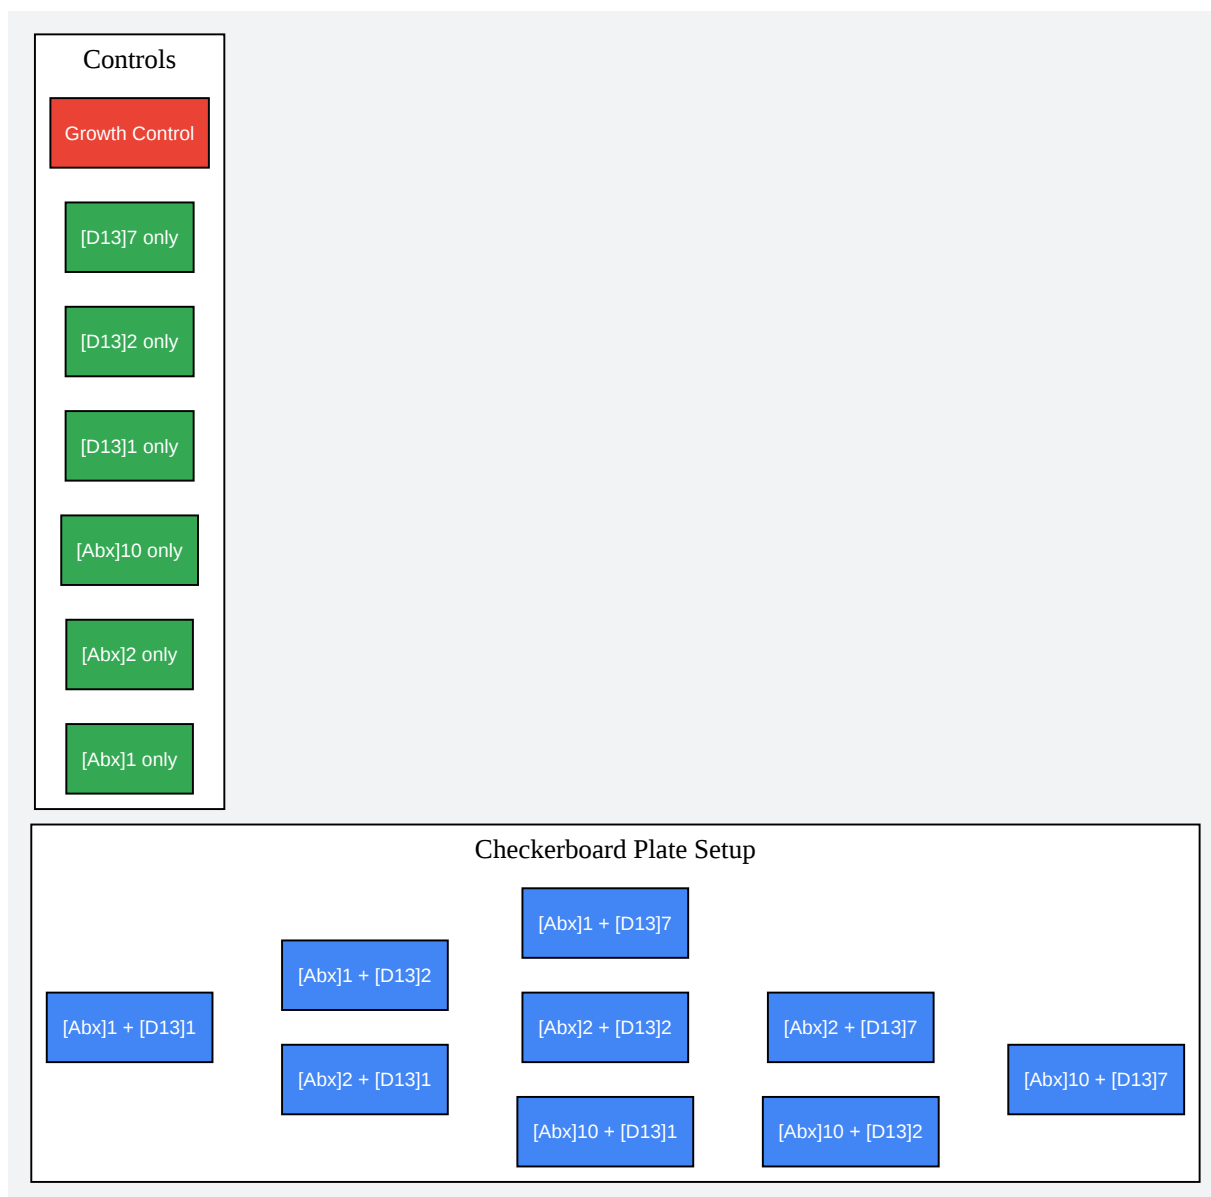 Controls
Growth Control
[D13]7 only
[D13]2 only
[D13]1 only
[Abx]10 only
[Abx]2 only
[Abx]1 only
Checkerboard Plate Setup
[Abx]1 + [D13]1
[Abx]1 + [D13]2
[Abx]2 + [D13]1
[Abx]1 + [D13]7
[Abx]2 + [D13]2
[Abx]10 + [D13]1
[Abx]2 + [D13]7
[Abx]10 + [D13]2
[Abx]10 + [D13]7